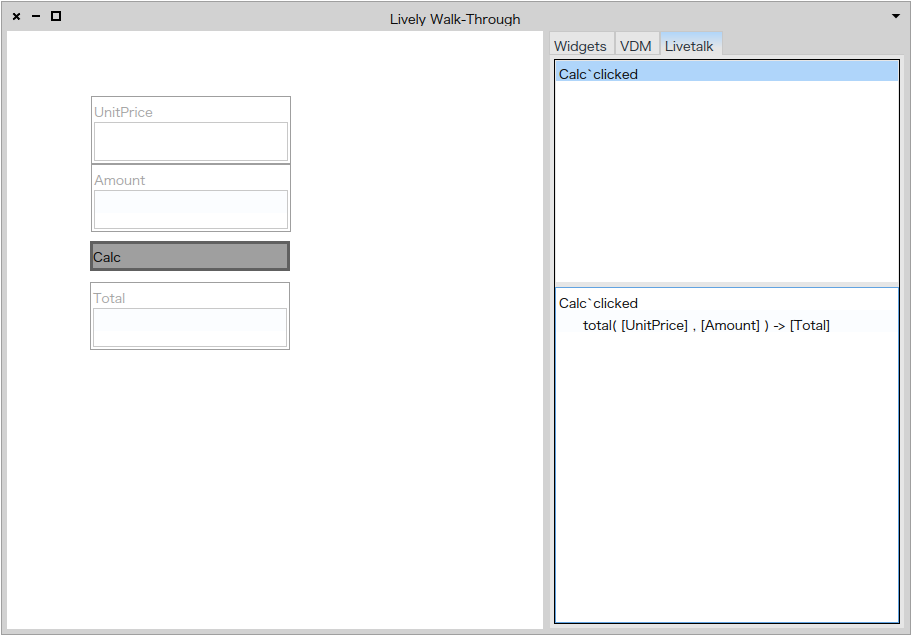 Lively Walk-Through
UnitPrice
Amount
Calc
Total
Widgets VDM Livetalk
Calc`clicked
Calc`clicked
total( [UnitPrice] , [Amount] ) -> [Total]